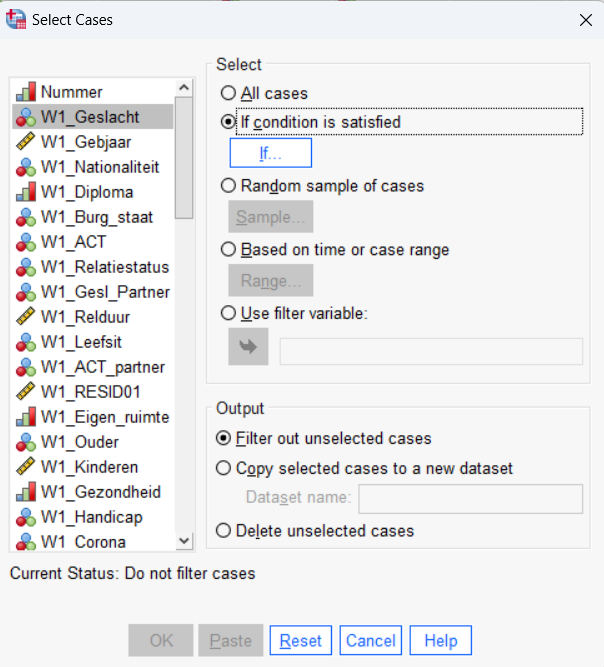 Select Cases
Nummer
W1_Geslacht
W1_Gebjaar
W1_Nationaliteit
W1_Diploma
W1_Burg_staat
W1_ACT
W1_Relatiestatus
W1_Gesl_Partner
W1_Relduur
W1_Leefsit
W1_ACT_partner
W1_RESID01
W1_Eigen_ruimte
W1_Ouder
W1_Kinderen
W1_Gezondheid
W1_Handicap
W1_Corona
Select
All cases
If condition is satisfied
If...
Random sample of cases
Sample...
Based on time or case range
Range...
Use filter variable:
Output
Filter out unselected cases
Copy selected cases to a new dataset
Dataset name:
Delete unselected cases
Current Status: Do not filter cases
OK Paste Reset Cancel Help